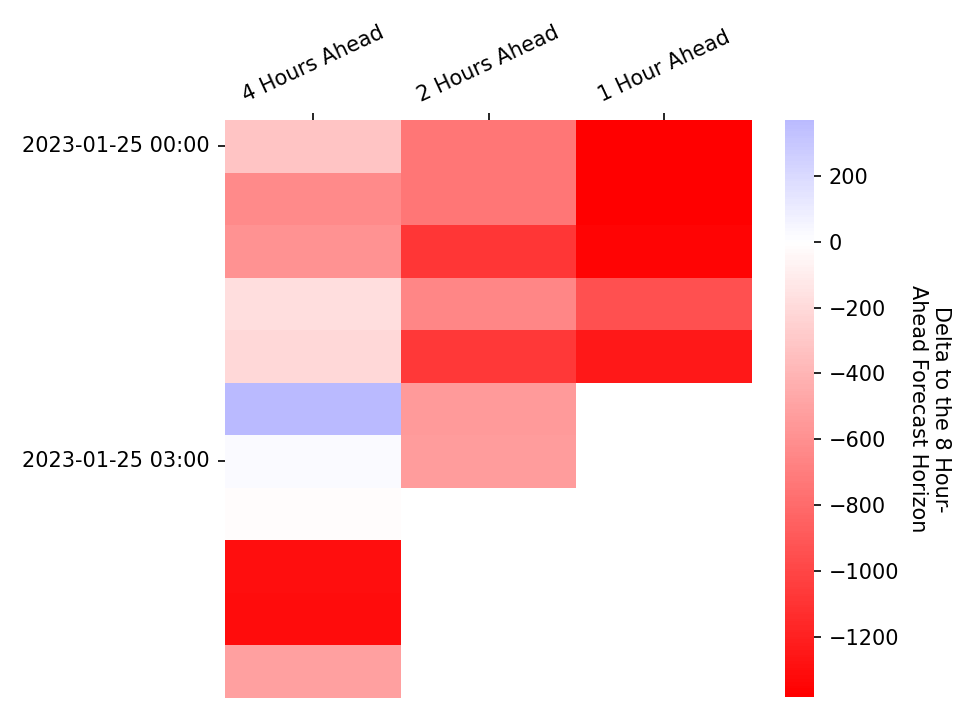 4 Hours Ahead
2 Hours Ahead
1 Hour Ahead
2023-01-25 00:00
2023-01-25 03:00
200
0
−200
−400
−600
−800
−1000
−1200
Delta to the 8 Hour-
Ahead Forecast Horizon